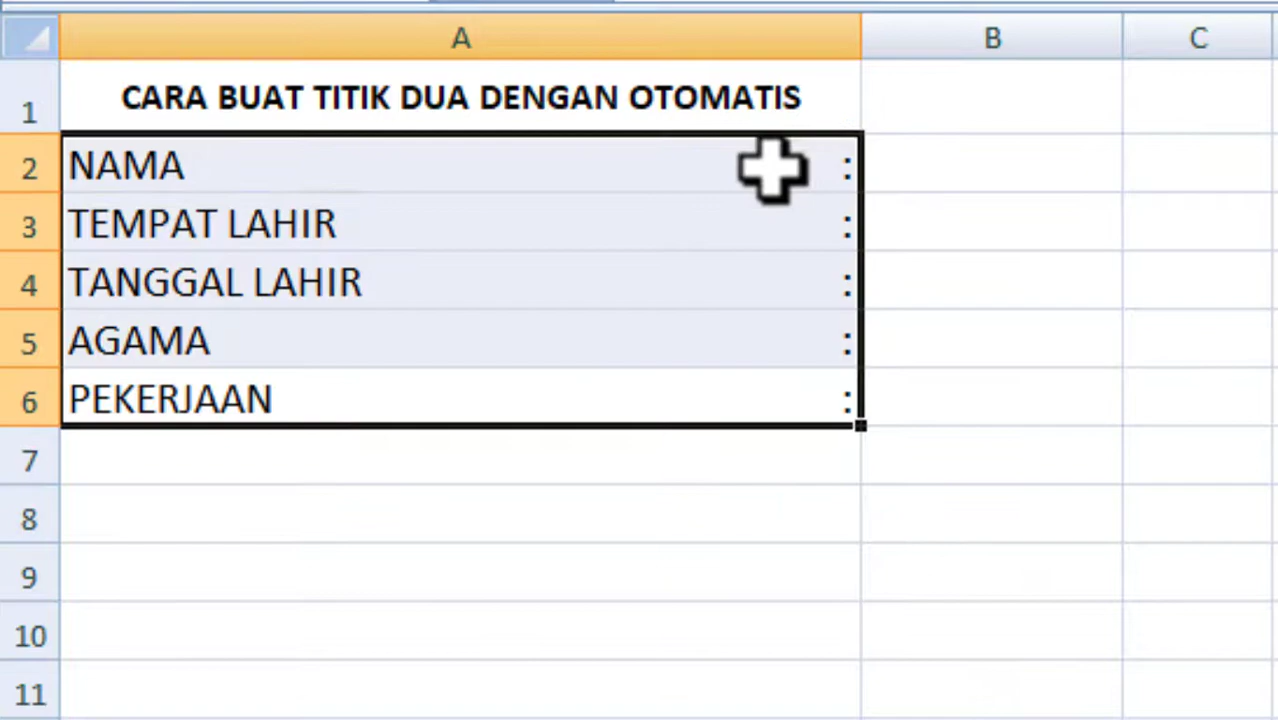 A B C
1 CARA BUAT TITIK DUA DENGAN OTOMATIS
2 NAMA :
3 TEMPAT LAHIR :
4 TANGGAL LAHIR :
5 AGAMA :
6 PEKERJAAN :
7
8
9
10
11